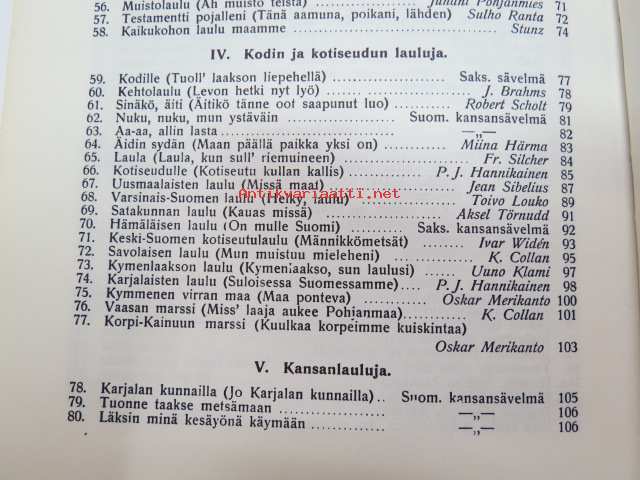 56. Muistolaulu (Ah muisto teistä) Juhani Pohjanmies 71
57. Testamentti pojalleni (Tänä aamuna, poikani, lähden) Sulho Ranta 72
58. Kaikukohon laulu maamme Stunz 74
IV. Kodin ja kotiseudun lauluja.
59. Kodille (Tuoll' laakson liepehellä) Saks. sävelmä 77
60. Kehtolaulu (Levon hetki nyt lyö) J. Brahms 78
61. Sinäkö, äiti (Äitikö tänne oot saapunut luo) Robert Scholt 79
62. Nuku, nuku, mun ystäväin Suom. kansansävelmä 81
63. Aa-aa, allin lasta —„— 82
64. Äidin sydän (Maan päällä paikka yksi on) Miina Härma 83
65. Laula (Laula, kun sull' riemuineen) Fr. Silcher 84
66. Kotiseudulle (Kotiseutu kullan kallis) P. J. Hannikainen 85
67. Uusmaalaisten laulu (Missä maat) Jean Sibelius 87
Antikvariaatti.net
68. Varsinais-Suomen laulu (Helky, laulu) Toivo Louko 89
69. Satakunnan laulu (Kauas missä) Aksel Törnudd 91
70. Hämäläisen laulu (On mulle Suomi) Saks. kansansävelmä 92
71. Keski-Suomen kotiseutulaulu (Männikkömetsät) Ivar Widén 93
72. Savolaisen laulu (Mun muistuu mieleheni) K. Collan 95
73. Kymenlaakson laulu (Kymenlaakso, sun laulusi) Uuno Klami 97
74. Karjalaisten laulu (Suloisessa Suomessamme) P. J. Hannikainen 98
75. Kymmenen virran maa (Maa ponteva) Oskar Merikanto 100
76. Vaasan marssi (Miss' laaja aukee Pohjanmaa) K. Collan 101
77. Korpi-Kainuun marssi (Kuulkaa korpeimme kuiskintaa)
Oskar Merikanto 103
V. Kansanlauluja.
78. Karjalan kunnailla (Jo Karjalan kunnailla) Suom. kansansävelmä 105
79. Tuonne taakse metsämaan —„— 106
80. Läksin minä kesäyönä käymään —„— 106